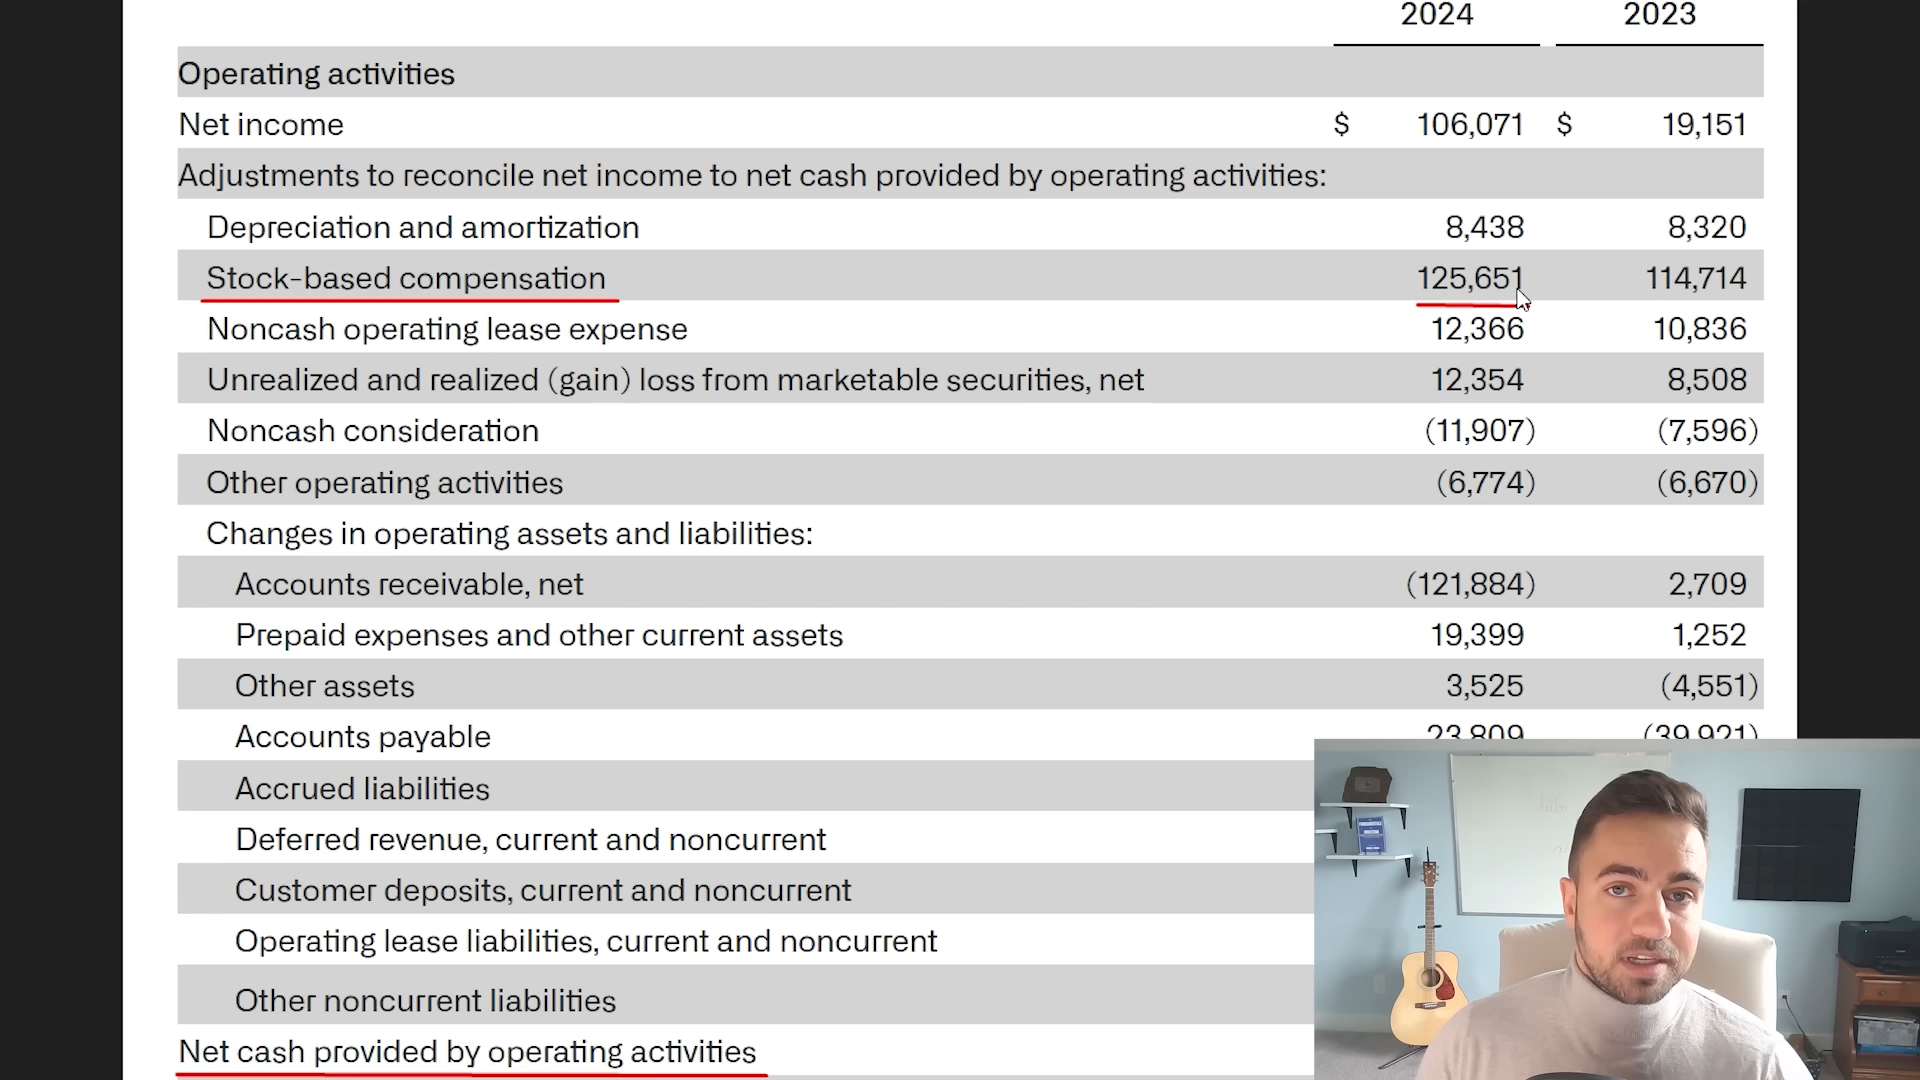 2024 2023
Operating activities
Net income $ 106,071 $ 19,151
Adjustments to reconcile net income to net cash provided by operating activities:
Depreciation and amortization 8,438 8,320
Stock-based compensation 125,651 114,714
Noncash operating lease expense 12,366 10,836
Unrealized and realized (gain) loss from marketable securities, net 12,354 8,508
Noncash consideration (11,907) (7,596)
Other operating activities (6,774) (6,670)
Changes in operating assets and liabilities:
Accounts receivable, net (121,884) 2,709
Prepaid expenses and other current assets 19,399 1,252
Other assets 3,525 (4,551)
Accounts payable 23,809 (39,921)
Accrued liabilities
Deferred revenue, current and noncurrent
Customer deposits, current and noncurrent
Operating lease liabilities, current and noncurrent
Other noncurrent liabilities
Net cash provided by operating activities